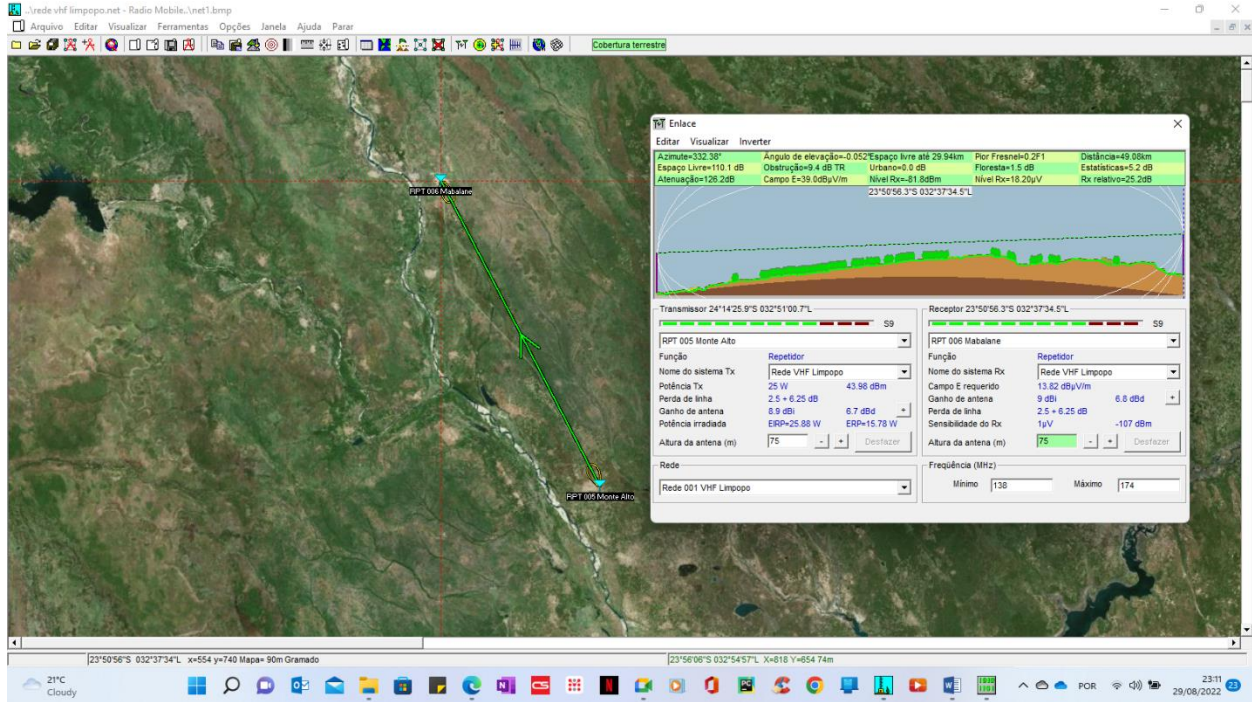 ..\rede vhf limpopo.net - Radio Mobile,.\net1.bmp
Arquivo Editar Visualizar Ferramentas Opções Janela Ajuda Parar
Cobertura terrestre
RPT 006 Mabalane
RPT 005 Monte Alto
Enlace
Editar Visualizar Inverter
Azimute=332.38° Ângulo de elevação=-0.052° Espaço livre até 29.94km Pior Fresnel=0.2F1 Distância=49.08km
Espaço Livre=110.1 dB Obstrução=9.4 dB TR Urbano=0.0 dB Floresta=1.5 dB Estatísticas=5.2 dB
Atenuação=126.2dB Campo E=39.0dBµV/m Nível Rx=-81.8dBm Nível Rx=18.20µV Rx relativo=25.2dB
23°50'56.3"S 032°37'34.5"L
Transmissor 24°14'25.9"S 032°51'00.7"L
S9
RPT 005 Monte Alto
Função Repetidor
Nome do sistema Tx Rede VHF Limpopo
Potência Tx 25 W 43.98 dBm
Perda de linha 2.5 + 6.25 dB
Ganho de antena 8.9 dBi 6.7 dBd +
Potência irradiada EIRP=25.88 W ERP=15.78 W
Altura da antena (m) 75 - + Desfazer
Rede
Rede 001 VHF Limpopo
Receptor 23°50'56.3"S 032°37'34.5"L
S9
RPT 006 Mabalane
Função Repetidor
Nome do sistema Rx Rede VHF Limpopo
Campo E requerido 13.82 dBµV/m
Ganho de antena 9 dBi 6.8 dBd +
Perda de linha 2.5 + 6.25 dB
Sensibilidade do Rx 1µV -107 dBm
Altura da antena (m) 75 - + Desfazer
Freqüência (MHz)
Mínimo 138 Máximo 174
23°50'56"S 032°37'34"L x=554 y=740 Mapa= 90m Gramado
23°56'06"S 032°54'57"L X=818 Y=654 74m
21°C
Cloudy
POR
23:11
29/08/2022
23